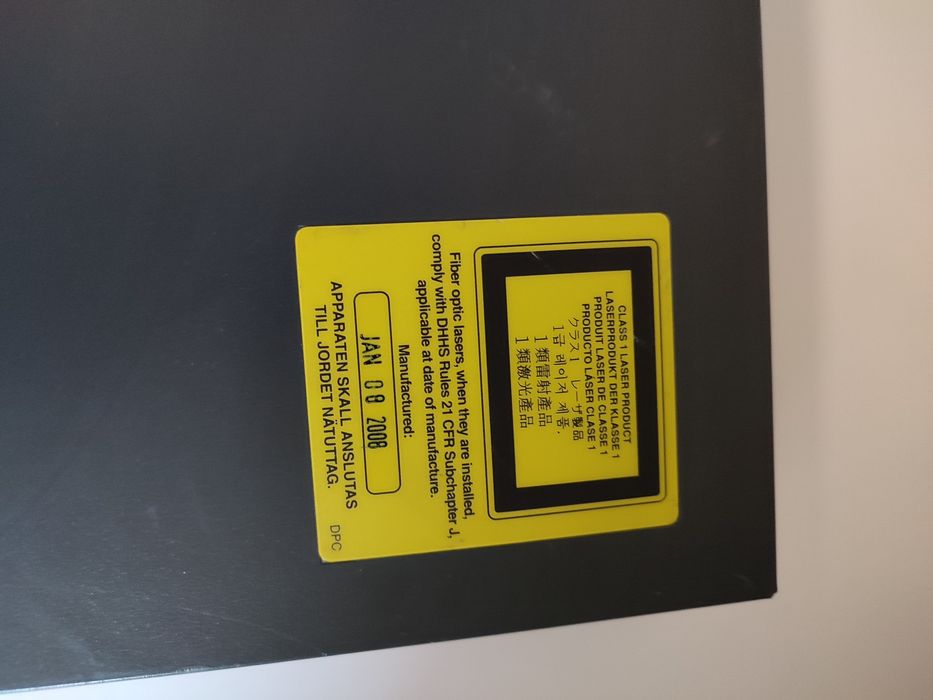 CLASS 1 LASER PRODUCT
LASERPRODUKT DER KLASSE 1
PRODUIT LASER DE CLASSE 1
PRODUCTO LASER CLASE 1
クラス1 レーザ製品
1급 레이저 제품.
1 類雷射產品
1 類激光產品
Fiber optic lasers, when they are installed,
comply with DHHS Rules 21 CFR Subchapter J,
applicable at date of manufacture.
Manufactured:
JAN 08 2008
APPARATEN SKALL ANSLUTAS
TILL JORDET NÄTUTTAG.
DPC